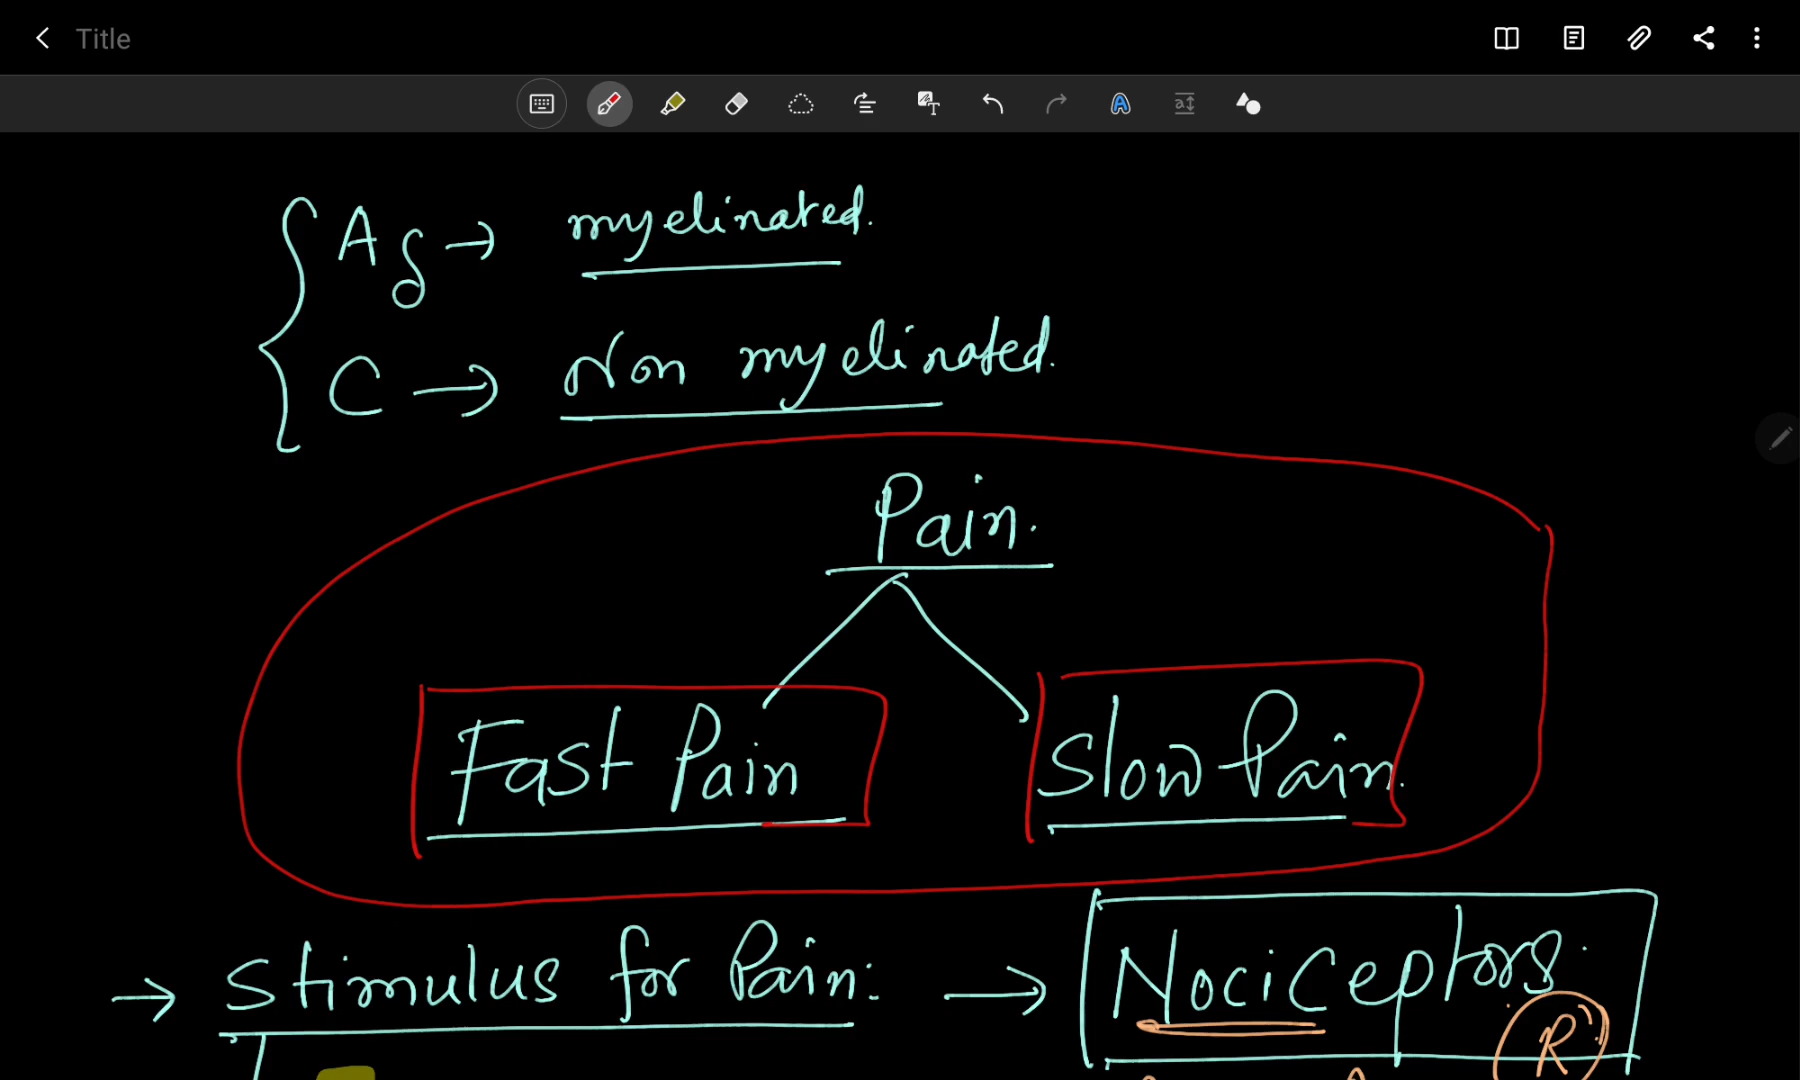 Title
Aδ → myelinated.
C → Non myelinated.
Pain.
Fast Pain Slow Pain.
→ Stimulus for Pain: → Nociceptors.
R